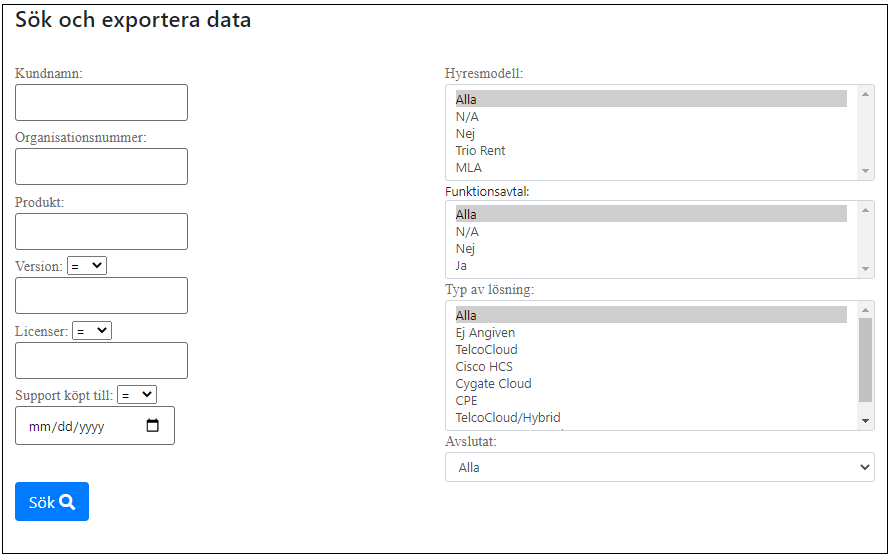 Sök och exportera data
Kundnamn:
Organisationsnummer:
Produkt:
Version: =
Licenser: =
Support köpt till: =
mm/dd/yyyy
Sök
Hyresmodell:
Alla
N/A
Nej
Trio Rent
MLA
Funktionsavtal:
Alla
N/A
Nej
Ja
Typ av lösning:
Alla
Ej Angiven
TelcoCloud
Cisco HCS
Cygate Cloud
CPE
TelcoCloud/Hybrid
Avslutat:
Alla